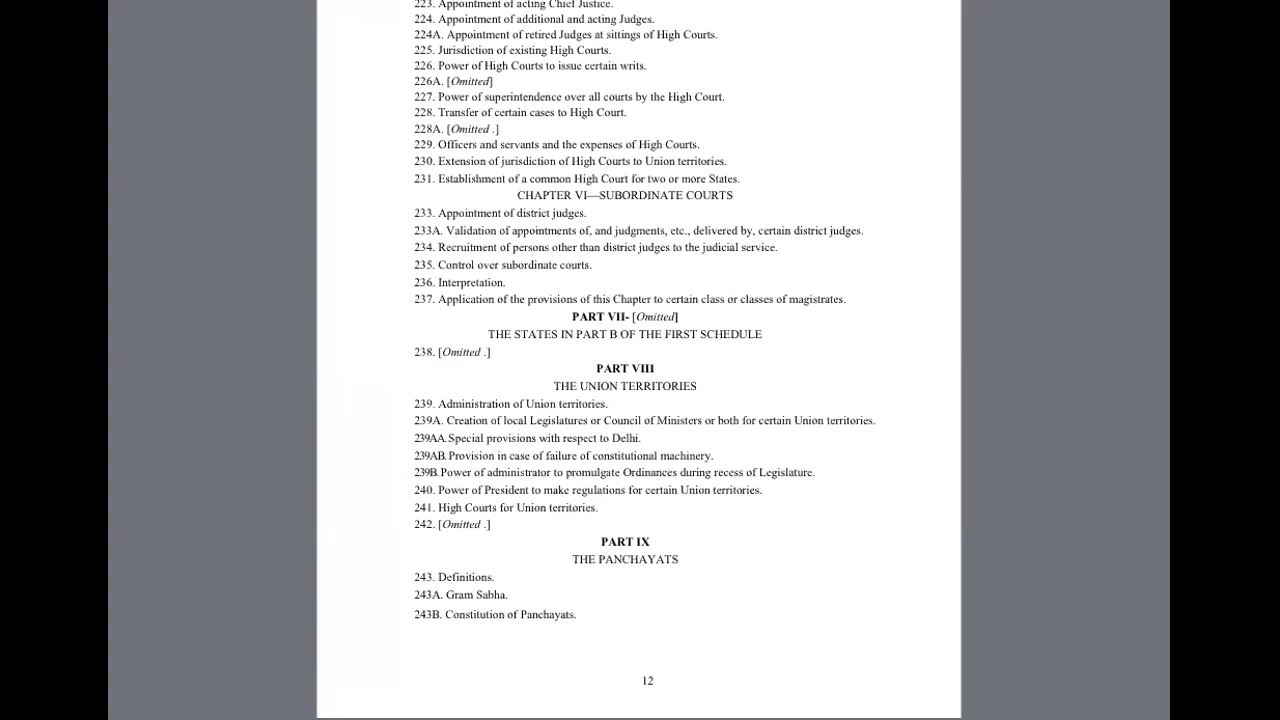 223. Appointment of acting Chief Justice.
224. Appointment of additional and acting Judges.
224A. Appointment of retired Judges at sittings of High Courts.
225. Jurisdiction of existing High Courts.
226. Power of High Courts to issue certain writs.
226A. [Omitted]
227. Power of superintendence over all courts by the High Court.
228. Transfer of certain cases to High Court.
228A. [Omitted .]
229. Officers and servants and the expenses of High Courts.
230. Extension of jurisdiction of High Courts to Union territories.
231. Establishment of a common High Court for two or more States.
CHAPTER VI—SUBORDINATE COURTS
233. Appointment of district judges.
233A. Validation of appointments of, and judgments, etc., delivered by, certain district judges.
234. Recruitment of persons other than district judges to the judicial service.
235. Control over subordinate courts.
236. Interpretation.
237. Application of the provisions of this Chapter to certain class or classes of magistrates.
PART VII- [Omitted]
THE STATES IN PART B OF THE FIRST SCHEDULE
238. [Omitted .]
PART VIII
THE UNION TERRITORIES
239. Administration of Union territories.
239A. Creation of local Legislatures or Council of Ministers or both for certain Union territories.
239AA. Special provisions with respect to Delhi.
239AB. Provision in case of failure of constitutional machinery.
239B. Power of administrator to promulgate Ordinances during recess of Legislature.
240. Power of President to make regulations for certain Union territories.
241. High Courts for Union territories.
242. [Omitted .]
PART IX
THE PANCHAYATS
243. Definitions.
243A. Gram Sabha.
243B. Constitution of Panchayats.
12